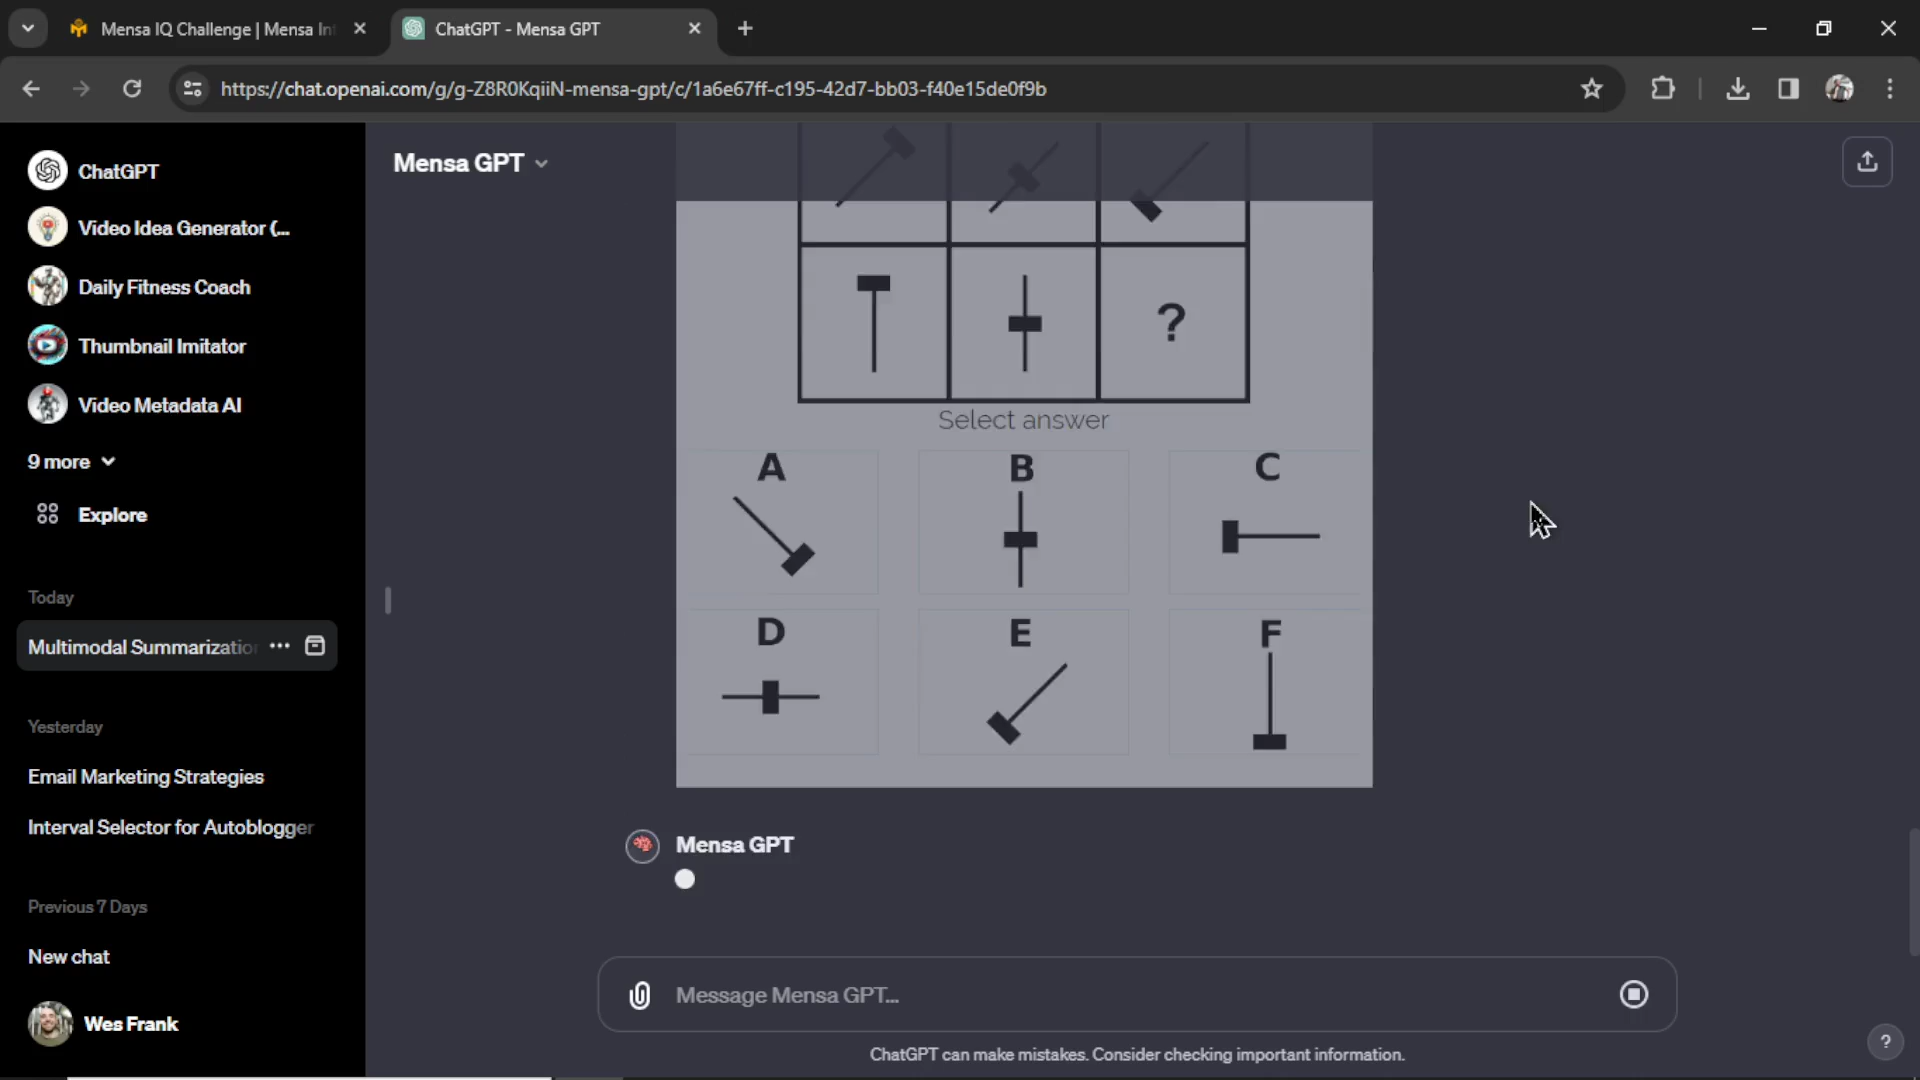 Mensa IQ Challenge | Mensa In
ChatGPT - Mensa GPT
https://chat.openai.com/g/g-Z8R0KqiiN-mensa-gpt/c/1a6e67ff-c195-42d7-bb03-f40e15de0f9b
ChatGPT
Video Idea Generator (...
Daily Fitness Coach
Thumbnail Imitator
Video Metadata AI
9 more
Explore
Today
Multimodal Summarization
Yesterday
Email Marketing Strategies
Interval Selector for Autoblogger
Previous 7 Days
New chat
Wes Frank
Mensa GPT
?
Select answer
A B C
D E F
Mensa GPT
Message Mensa GPT...
ChatGPT can make mistakes. Consider checking important information.
?